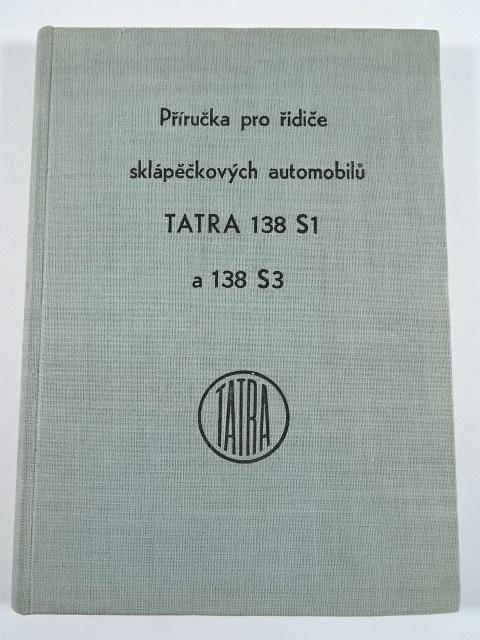 Příručka pro řidiče
sklápěčkových automobilů
TATRA 138 S1
a 138 S3
TATRA